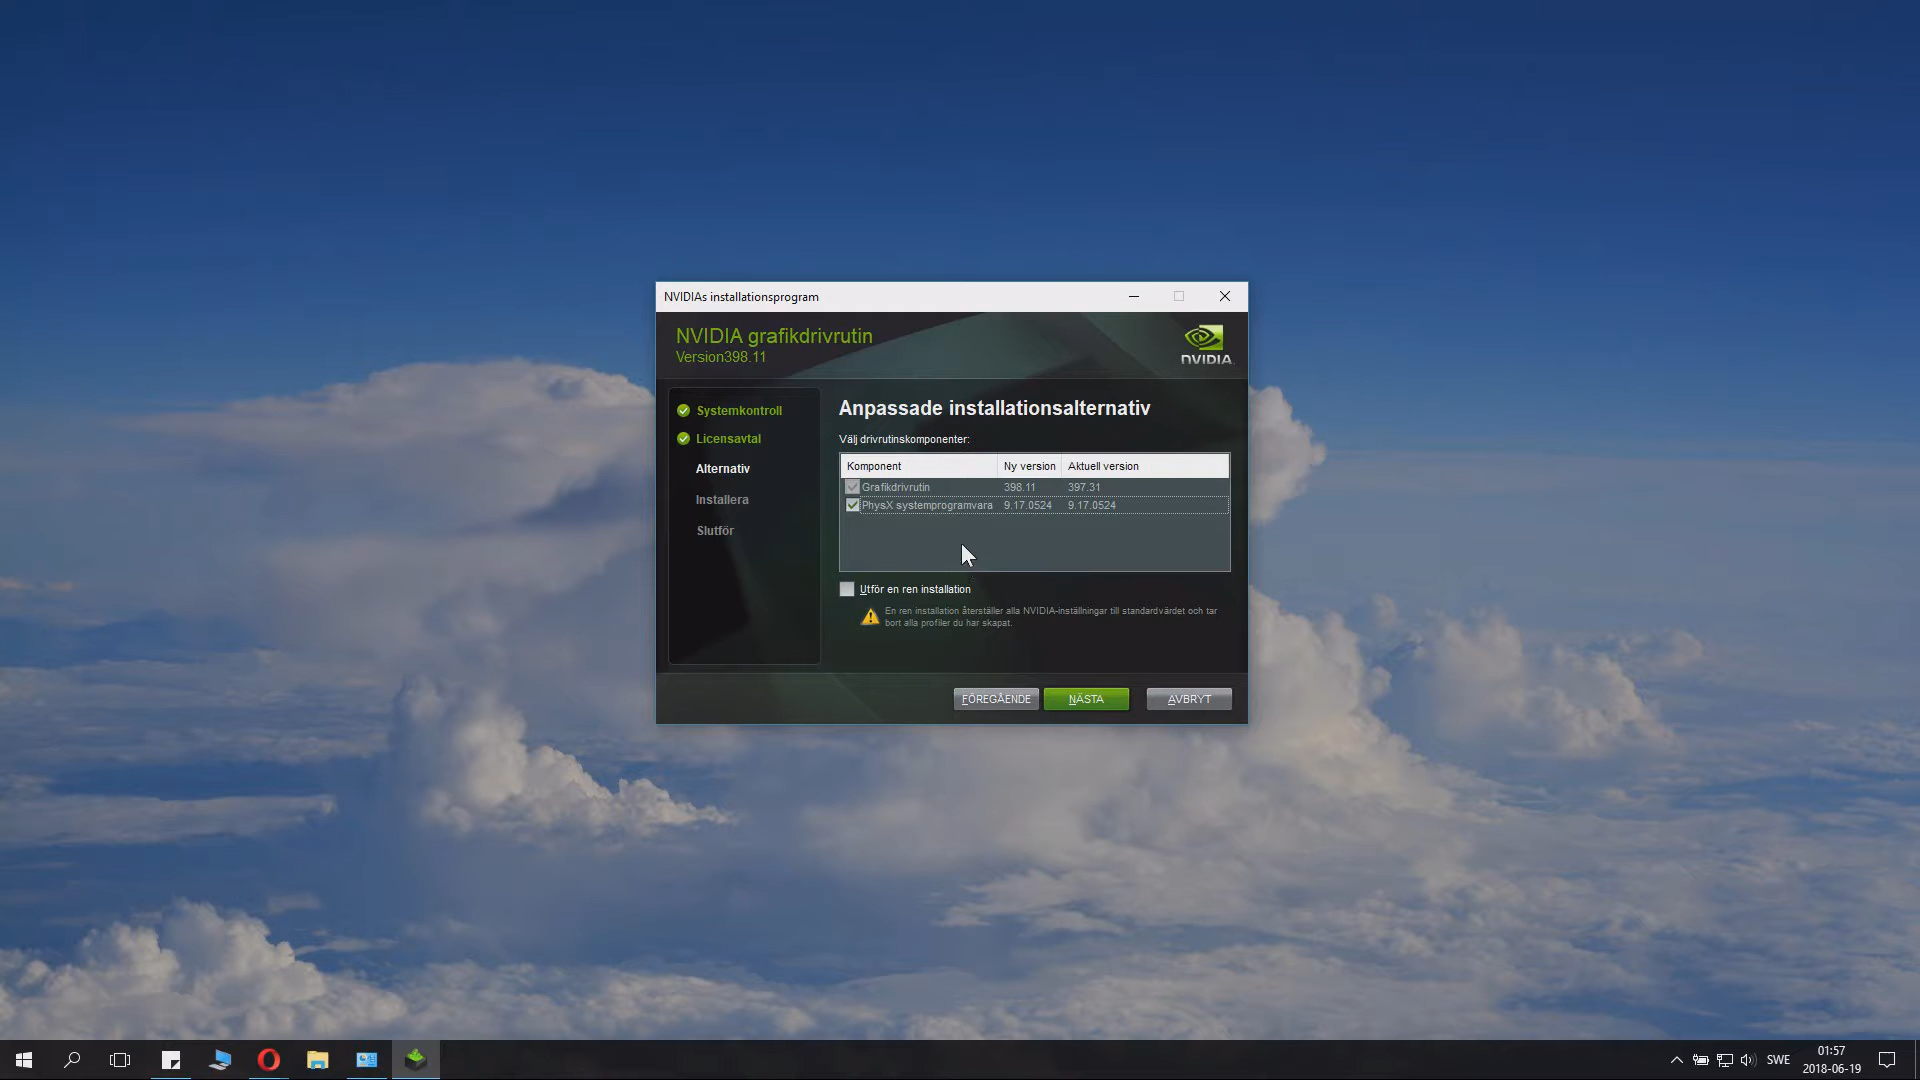 NVIDIAs installationsprogram
NVIDIA grafikdrivrutin
Version398.11
NVIDIA.
Systemkontroll
Licensavtal
Alternativ
Installera
Slutför
Anpassade installationsalternativ
Välj drivrutinskomponenter:
Komponent Ny version Aktuell version
Grafikdrivrutin 398.11 397.31
PhysX systemprogramvara 9.17.0524 9.17.0524
Utför en ren installation
En ren installation återställer alla NVIDIA-inställningar till standardvärdet och tar
bort alla profiler du har skapat.
FÖREGÅENDE NÄSTA AVBRYT
SWE
01:57
2018-06-19